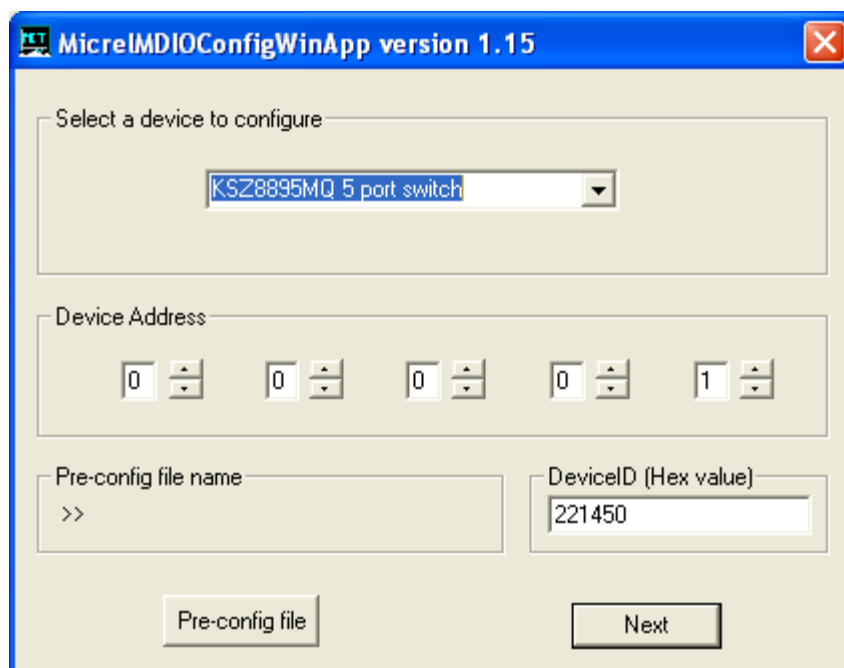 MicrelMDIOConfigWinApp version 1.15
Select a device to configure
KSZ8895MQ 5 port switch
Device Address
0 0 0 0 1
Pre-config file name
>>
DeviceID (Hex value)
221450
Pre-config file
Next